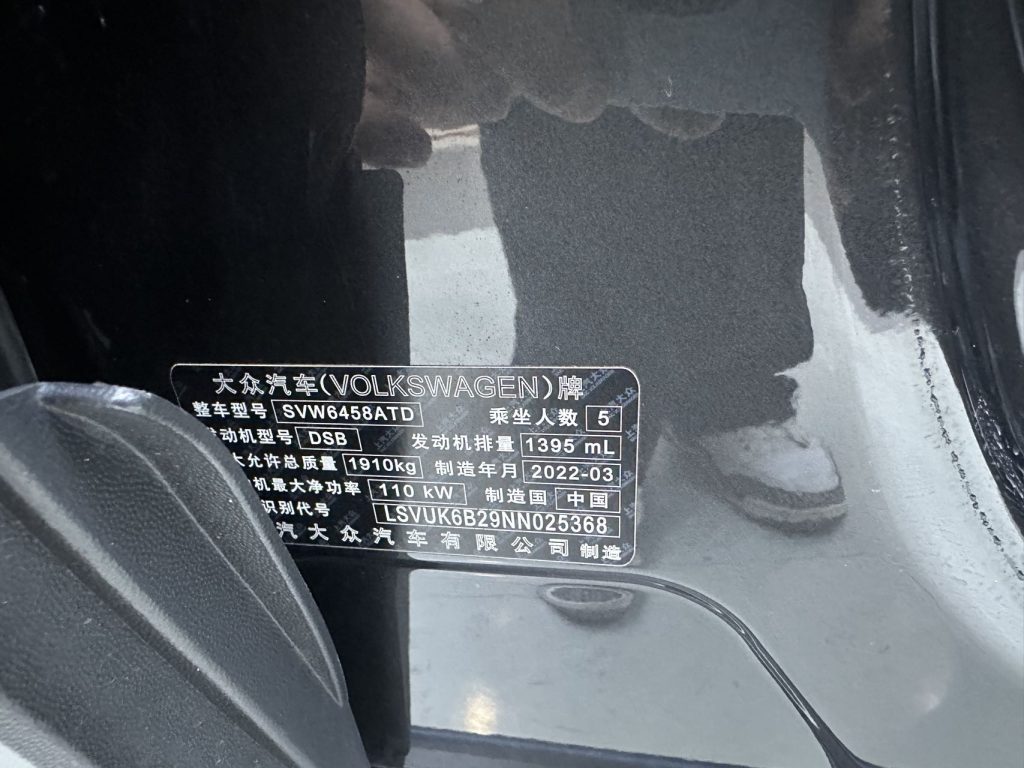 大众汽车(VOLKSWAGEN)牌
整车型号 SVW6458ATD 乘坐人数 5
动机型号 DSB 发动机排量 1395 mL
大允许总质量 1910kg 制造年月 2022-03
机最大净功率 110 kW 制造国 中国
识别代号 LSVUK6B29NN025368
汽大众汽车有限公司 制造